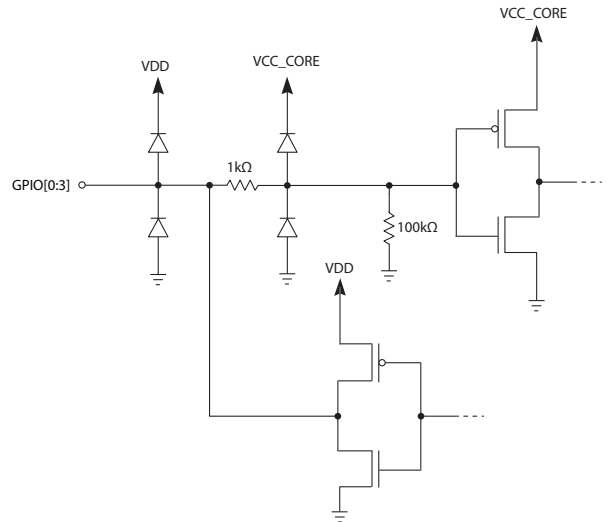 VCC_CORE
VDD
VCC_CORE
1kΩ
GPIO[0:3]
100kΩ
VDD